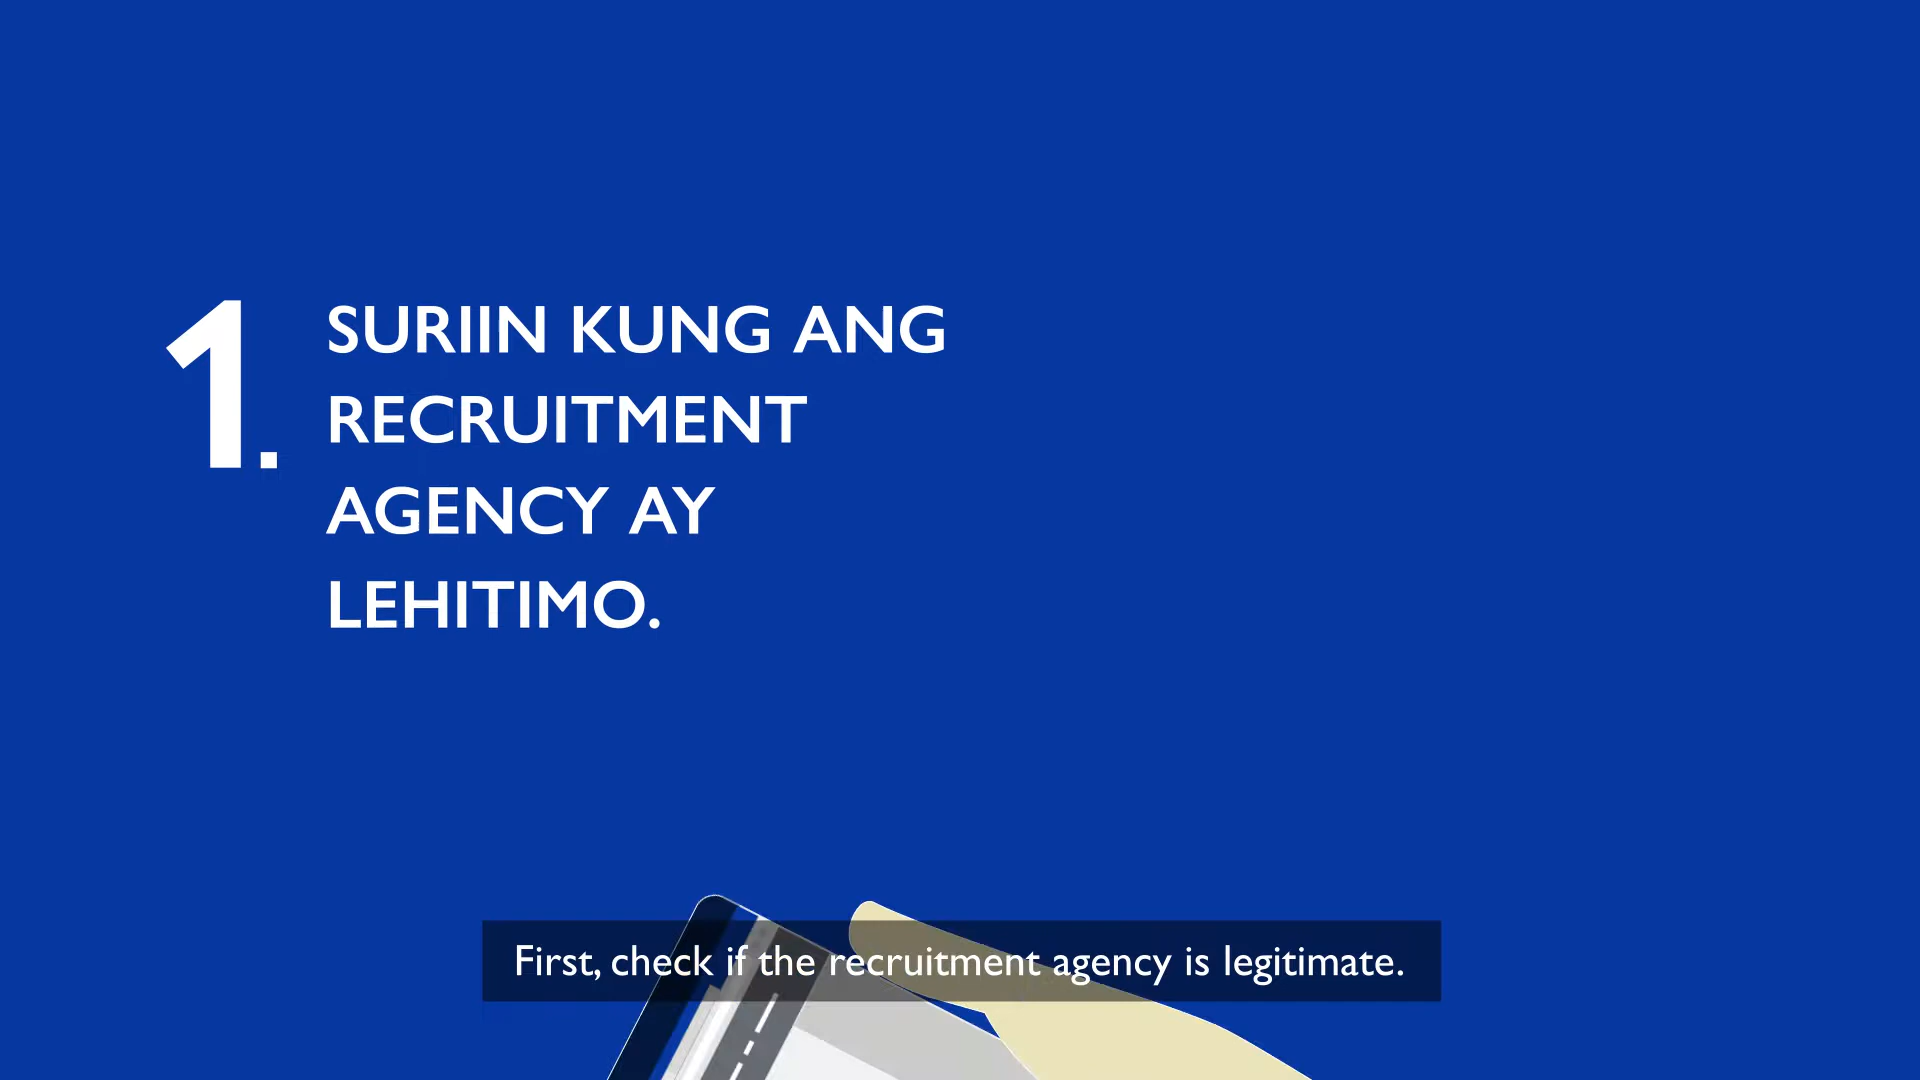 1.
SURIIN KUNG ANG
RECRUITMENT
AGENCY AY
LEHITIMO.
First, check if the recruitment agency is legitimate.